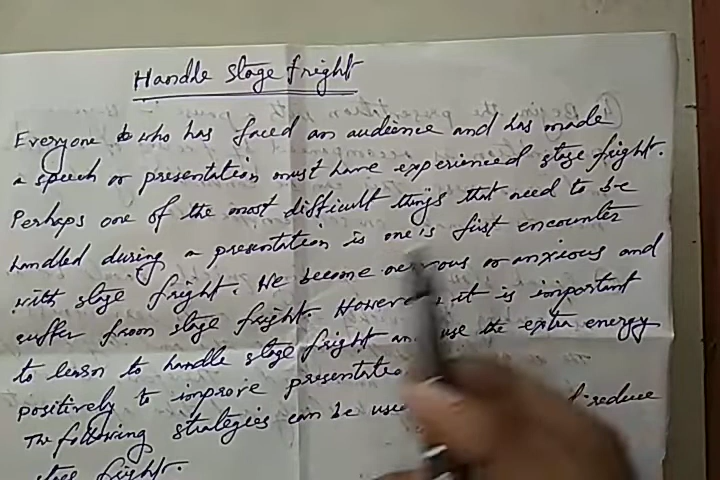 Handle stage fright
Everyone who has faced an audience and has made
a speech or presentation must have experienced stage fright.
Perhaps one of the most difficult things that need to be
handled during a presentation is one's first encounter
with stage fright. We become nervous or anxious and
suffer from stage fright. However it is important
to learn to handle stage fright and use the extra energy
positively to improve
The following strategies can be reduce
stage fright.